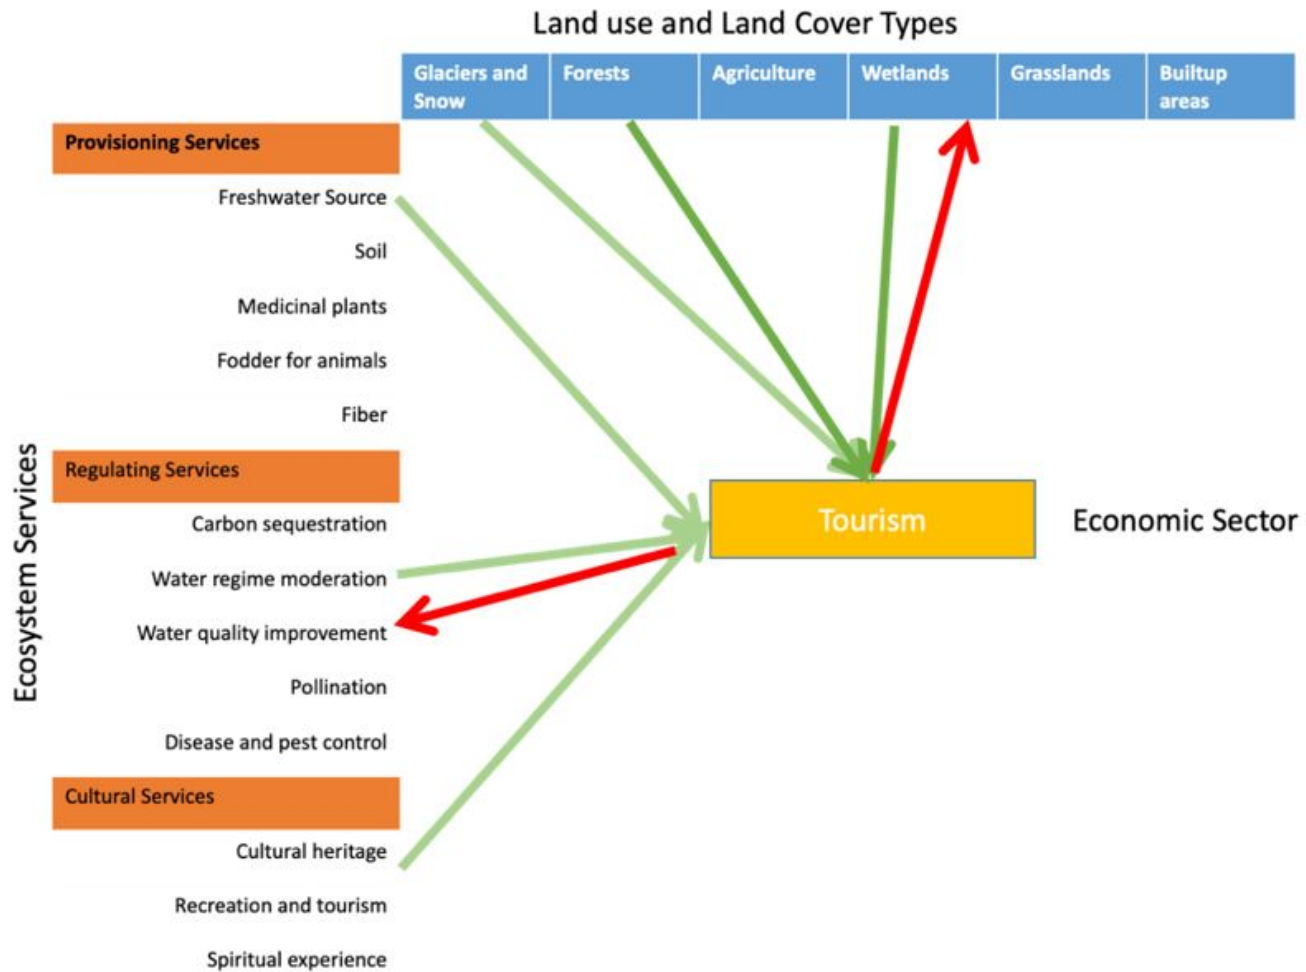 Land use and Land Cover Types
Glaciers and
Snow
Forests
Agriculture
Wetlands
Grasslands
Builtup
areas
Provisioning Services
Freshwater Source
Soil
Medicinal plants
Fodder for animals
Fiber
Ecosystem Services
Regulating Services
Carbon sequestration
Tourism
Economic Sector
Water regime moderation
Water quality improvement
Pollination
Disease and pest control
Cultural Services
Cultural heritage
Recreation and tourism
Spiritual experience